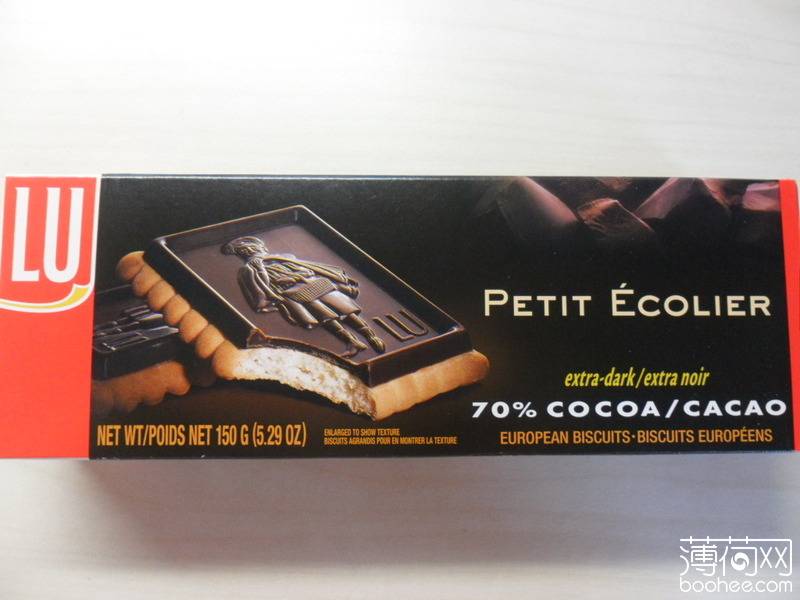 LU
LU
PETIT ÉCOLIER
extra-dark/extra noir
70% COCOA/CACAO
NET WT/POIDS NET 150 G (5.29 OZ)
ENLARGED TO SHOW TEXTURE
BISCUITS AGRANDIS POUR EN MONTRER LA TEXTURE
EUROPEAN BISCUITS·BISCUITS EUROPÉENS
薄荷网
boohee.com